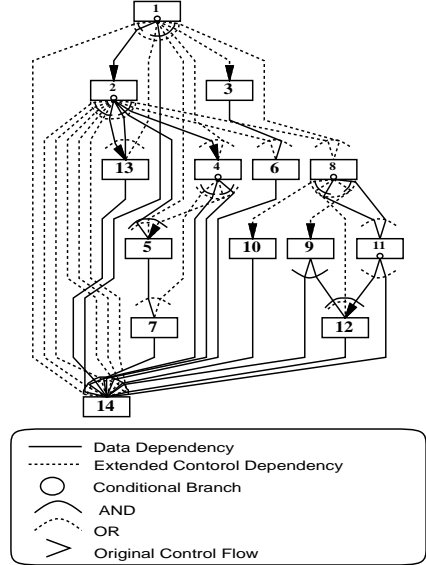 1
2
3
13
4
6
8
5
10
9
11
7
12
14
Data Dependency
Extended Contorol Dependency
Conditional Branch
AND
OR
Original Control Flow